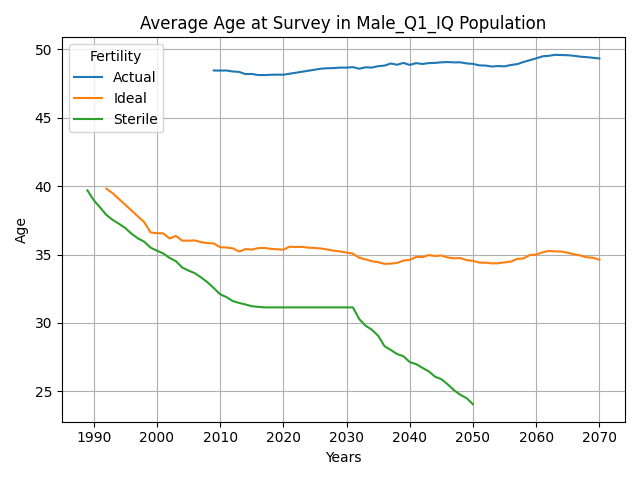 Average Age at Survey in Male_Q1_IQ Population
Fertility
Actual
Ideal
Sterile
Age
50
45
40
35
30
25
1990 2000 2010 2020 2030 2040 2050 2060 2070
Years